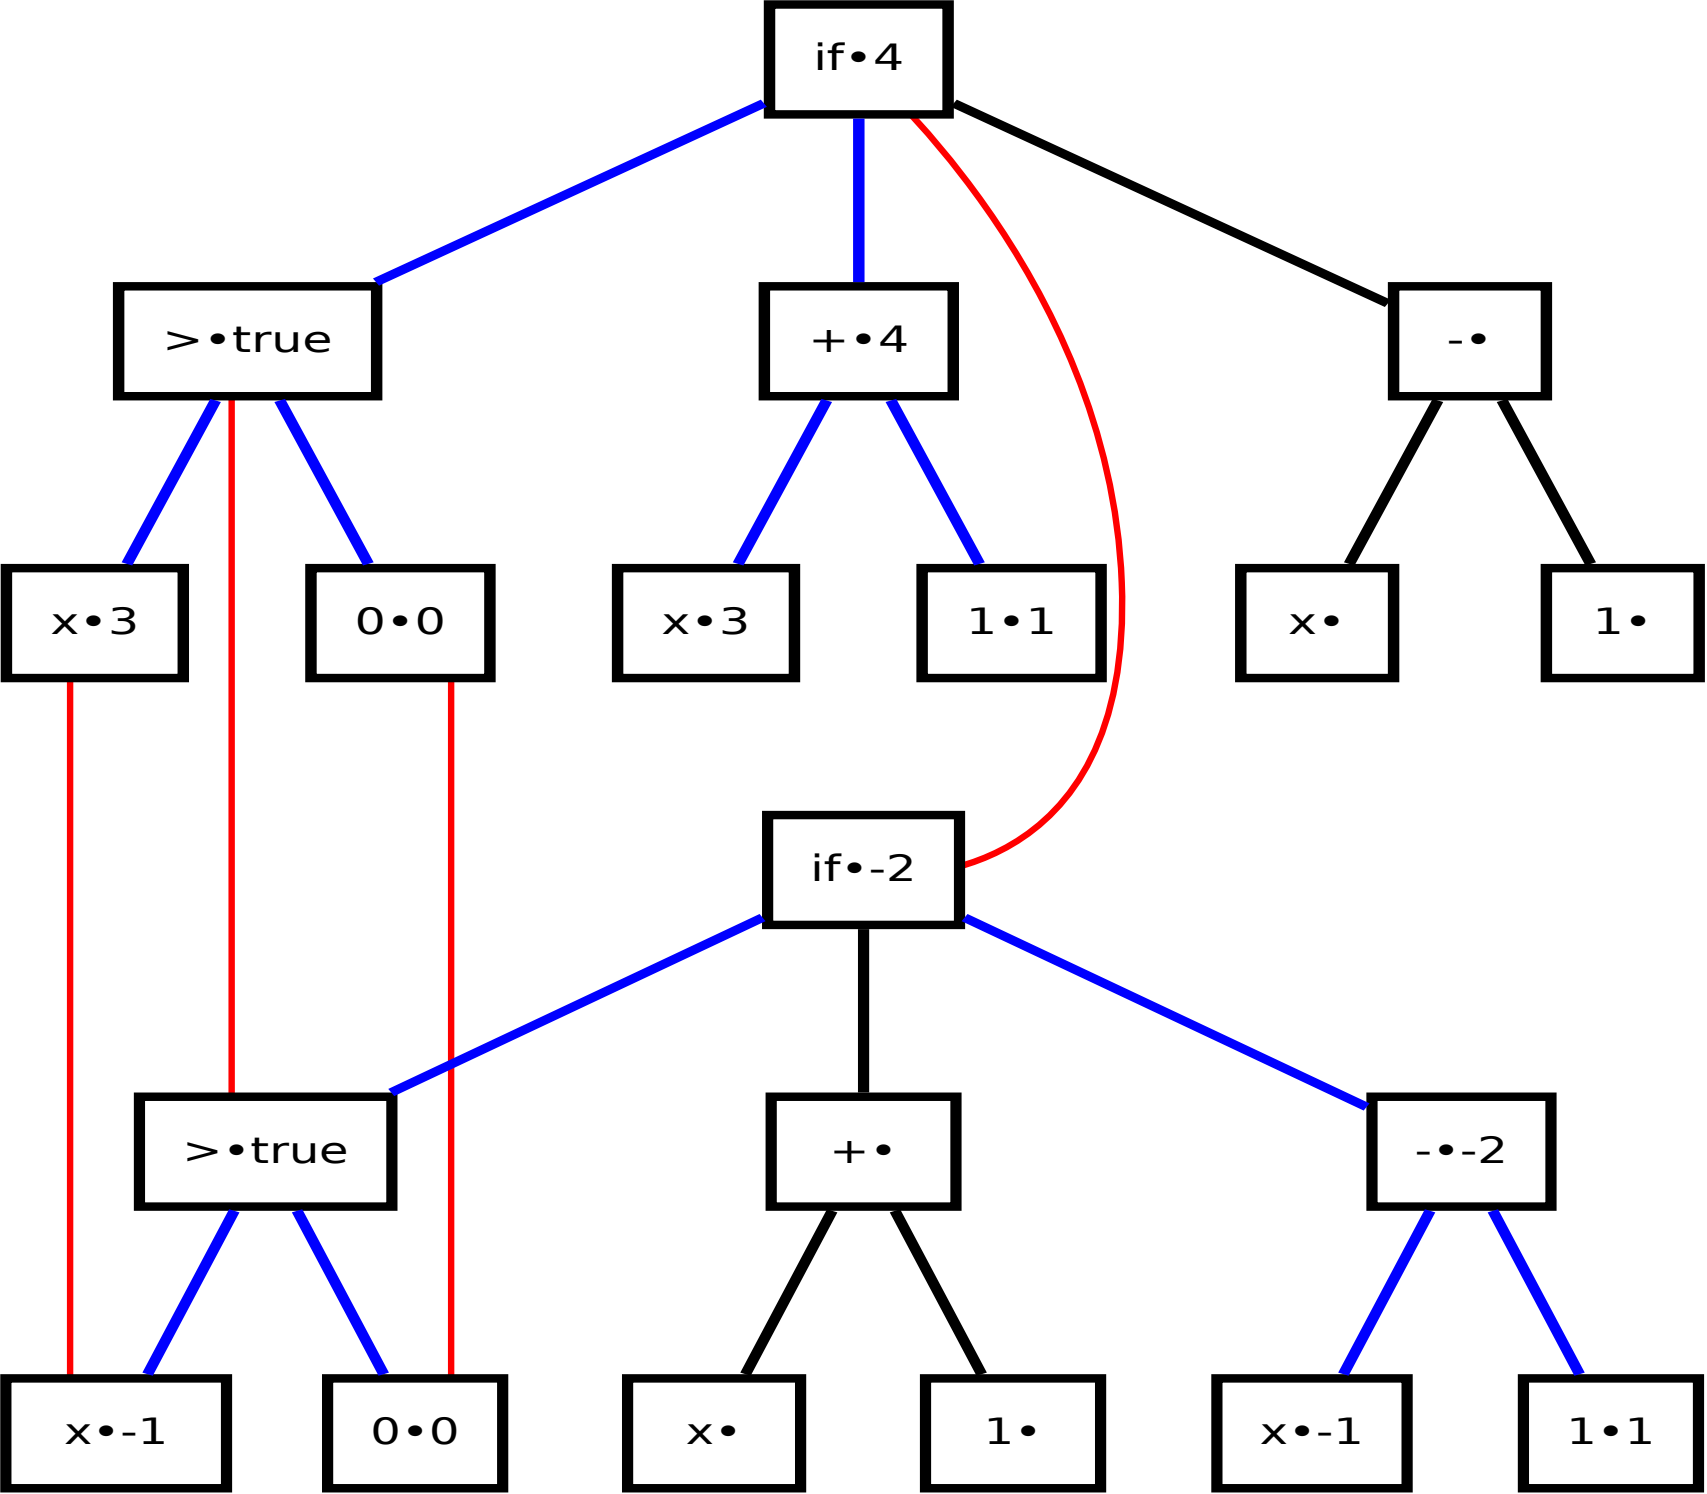 if•4
>•true
+•4
-•
x•3
0•0
x•3
1•1
x•
1•
if•-2
>•true
+•
-•-2
x•-1
0•0
x•
1•
x•-1
1•1